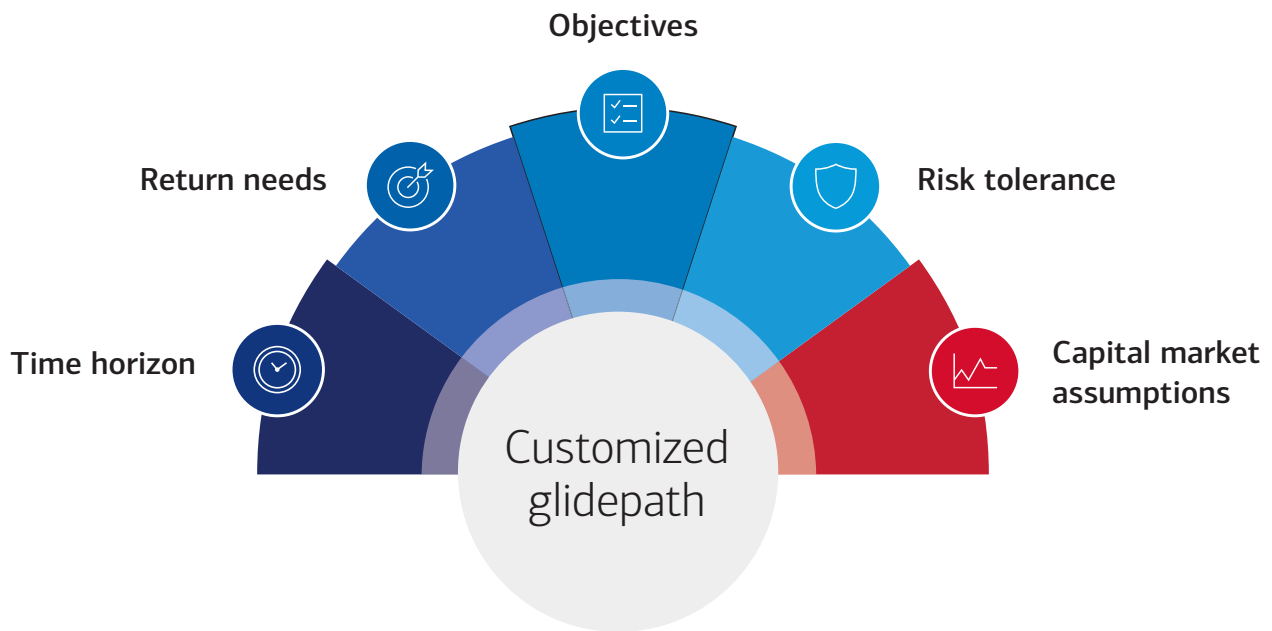 Objectives
Return needs
Risk tolerance
Time horizon
Capital market
assumptions
Customized
glidepath